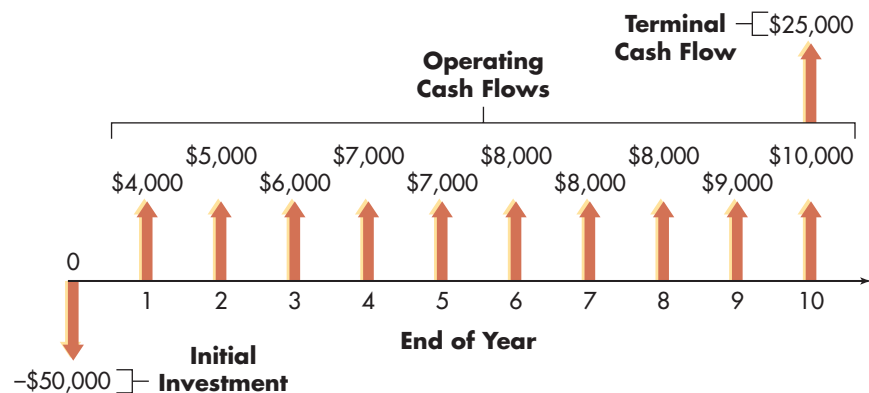 Terminal
Cash Flow
$25,000
Operating
Cash Flows
$5,000 $7,000 $8,000 $8,000 $10,000
$4,000 $6,000 $7,000 $8,000 $9,000
0
1 2 3 4 5 6 7 8 9 10
End of Year
–$50,000
Initial
Investment